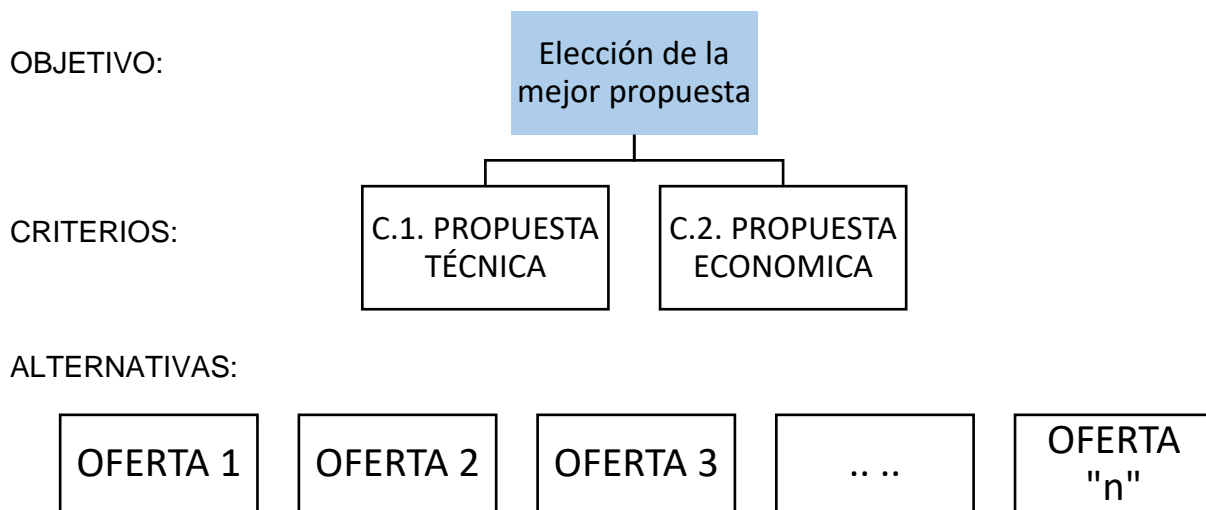 OBJETIVO:
Elección de la
mejor propuesta
CRITERIOS:
C.1. PROPUESTA
TÉCNICA
C.2. PROPUESTA
ECONOMICA
ALTERNATIVAS:
OFERTA 1
OFERTA 2
OFERTA 3
.. ..
OFERTA
"n"